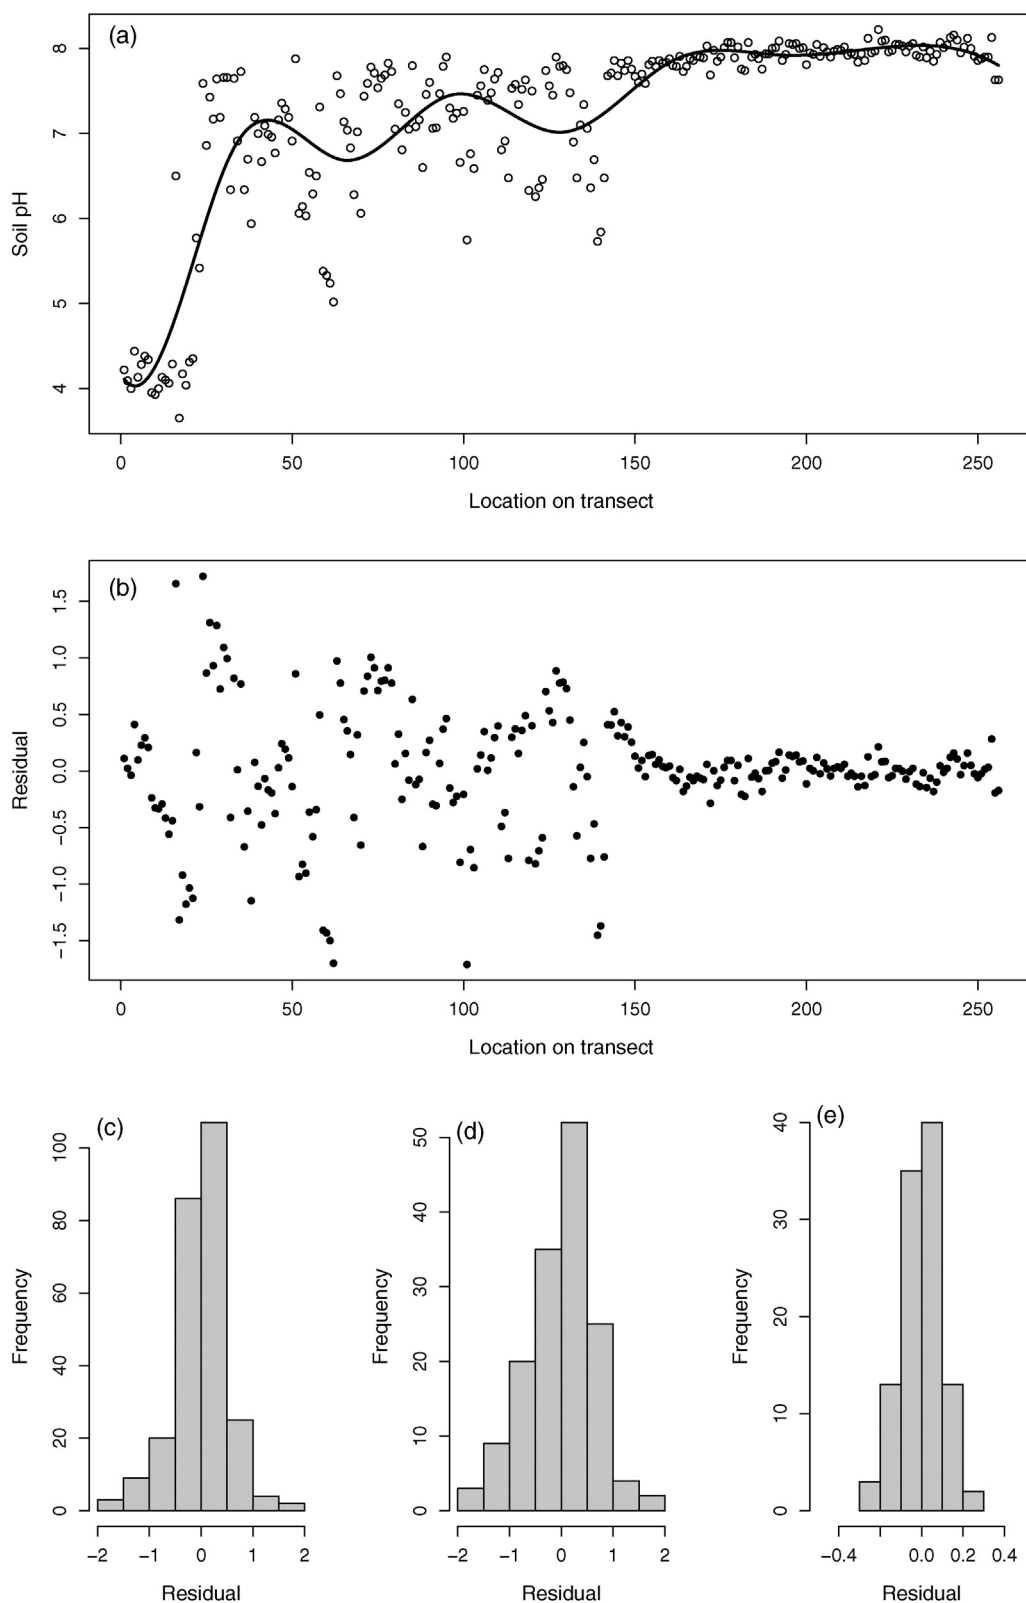 (a)
Soil pH
8
7
6
5
4
0 50 100 150 200 250
Location on transect
(b)
Residual
1.5
1.0
0.5
0.0
−0.5
−1.0
−1.5
0 50 100 150 200 250
Location on transect
(c)
Frequency
100
80
60
40
20
0
−2 −1 0 1 2
Residual
(d)
Frequency
50
40
30
20
10
0
−2 −1 0 1 2
Residual
(e)
Frequency
40
30
20
10
0
−0.4 0.0 0.2 0.4
Residual